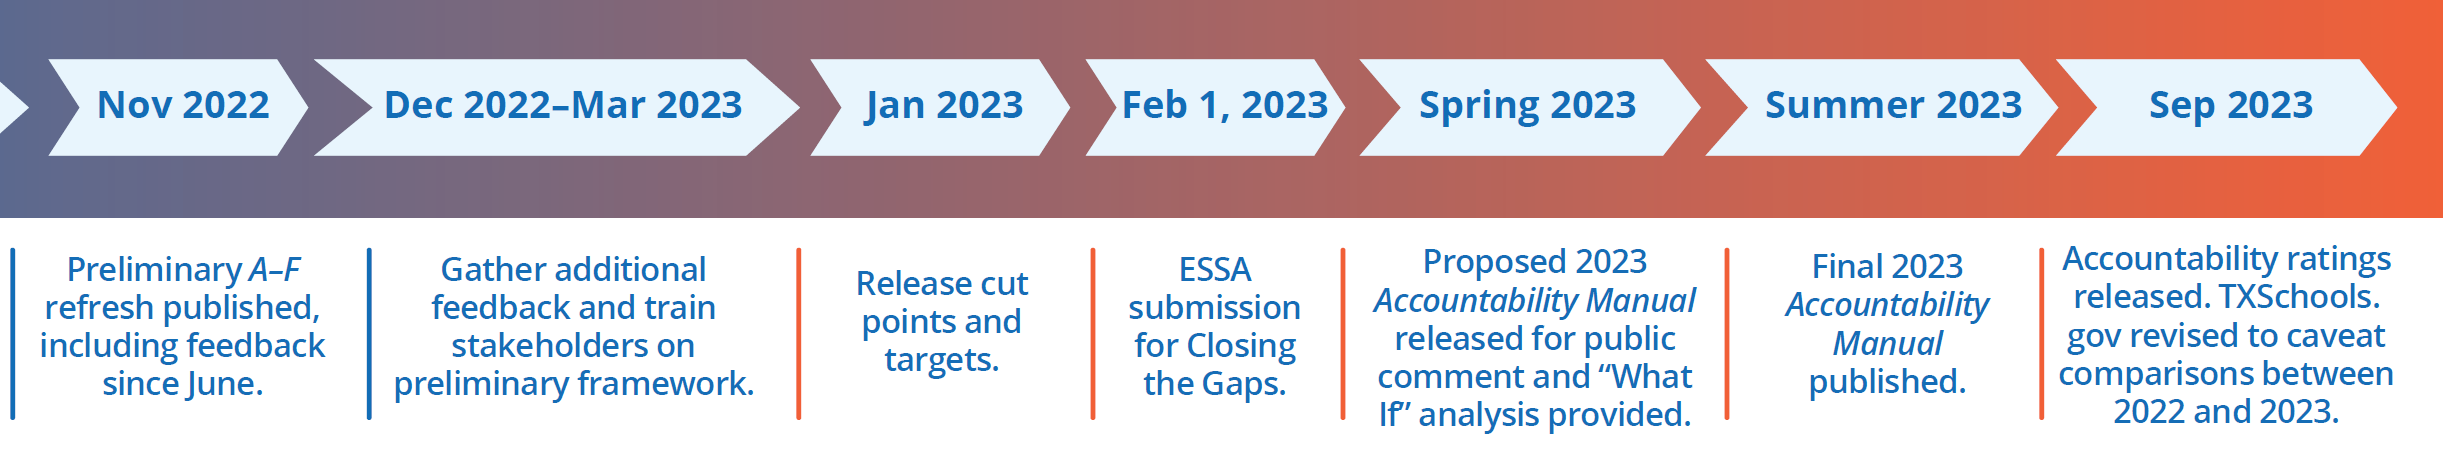 Nov 2022
Dec 2022–Mar 2023
Jan 2023
Feb 1, 2023
Spring 2023
Summer 2023
Sep 2023
Preliminary A–F
refresh published,
including feedback
since June.
Gather additional
feedback and train
stakeholders on
preliminary framework.
Release cut
points and
targets.
ESSA
submission
for Closing
the Gaps.
Proposed 2023
Accountability Manual
released for public
comment and “What
If” analysis provided.
Final 2023
Accountability
Manual
published.
Accountability ratings
released. TXSchools.
gov revised to caveat
comparisons between
2022 and 2023.